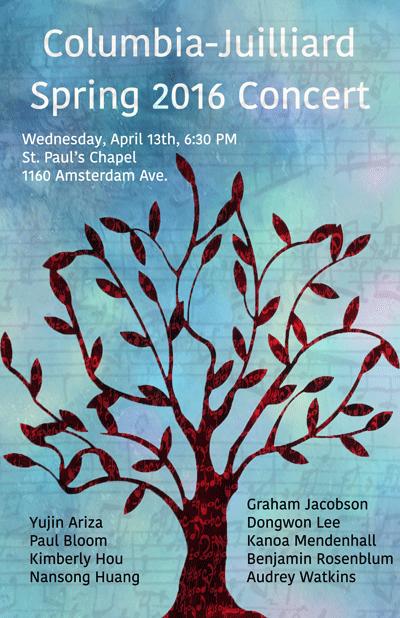 Columbia-Juilliard
Spring 2016 Concert
Wednesday, April 13th, 6:30 PM
St. Paul's Chapel
1160 Amsterdam Ave.
Yujin Ariza
Paul Bloom
Kimberly Hou
Nansong Huang
Graham Jacobson
Dongwon Lee
Kanoa Mendenhall
Benjamin Rosenblum
Audrey Watkins